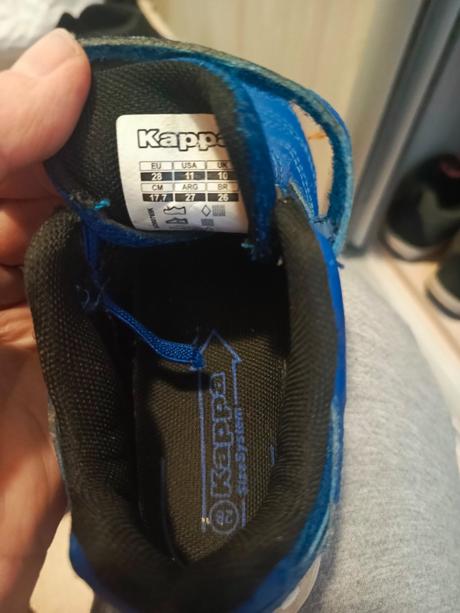 Kappa
EU USA UK
28 11 10
CM ARG BR
17.7 27 26
Kappa
SizeSystem